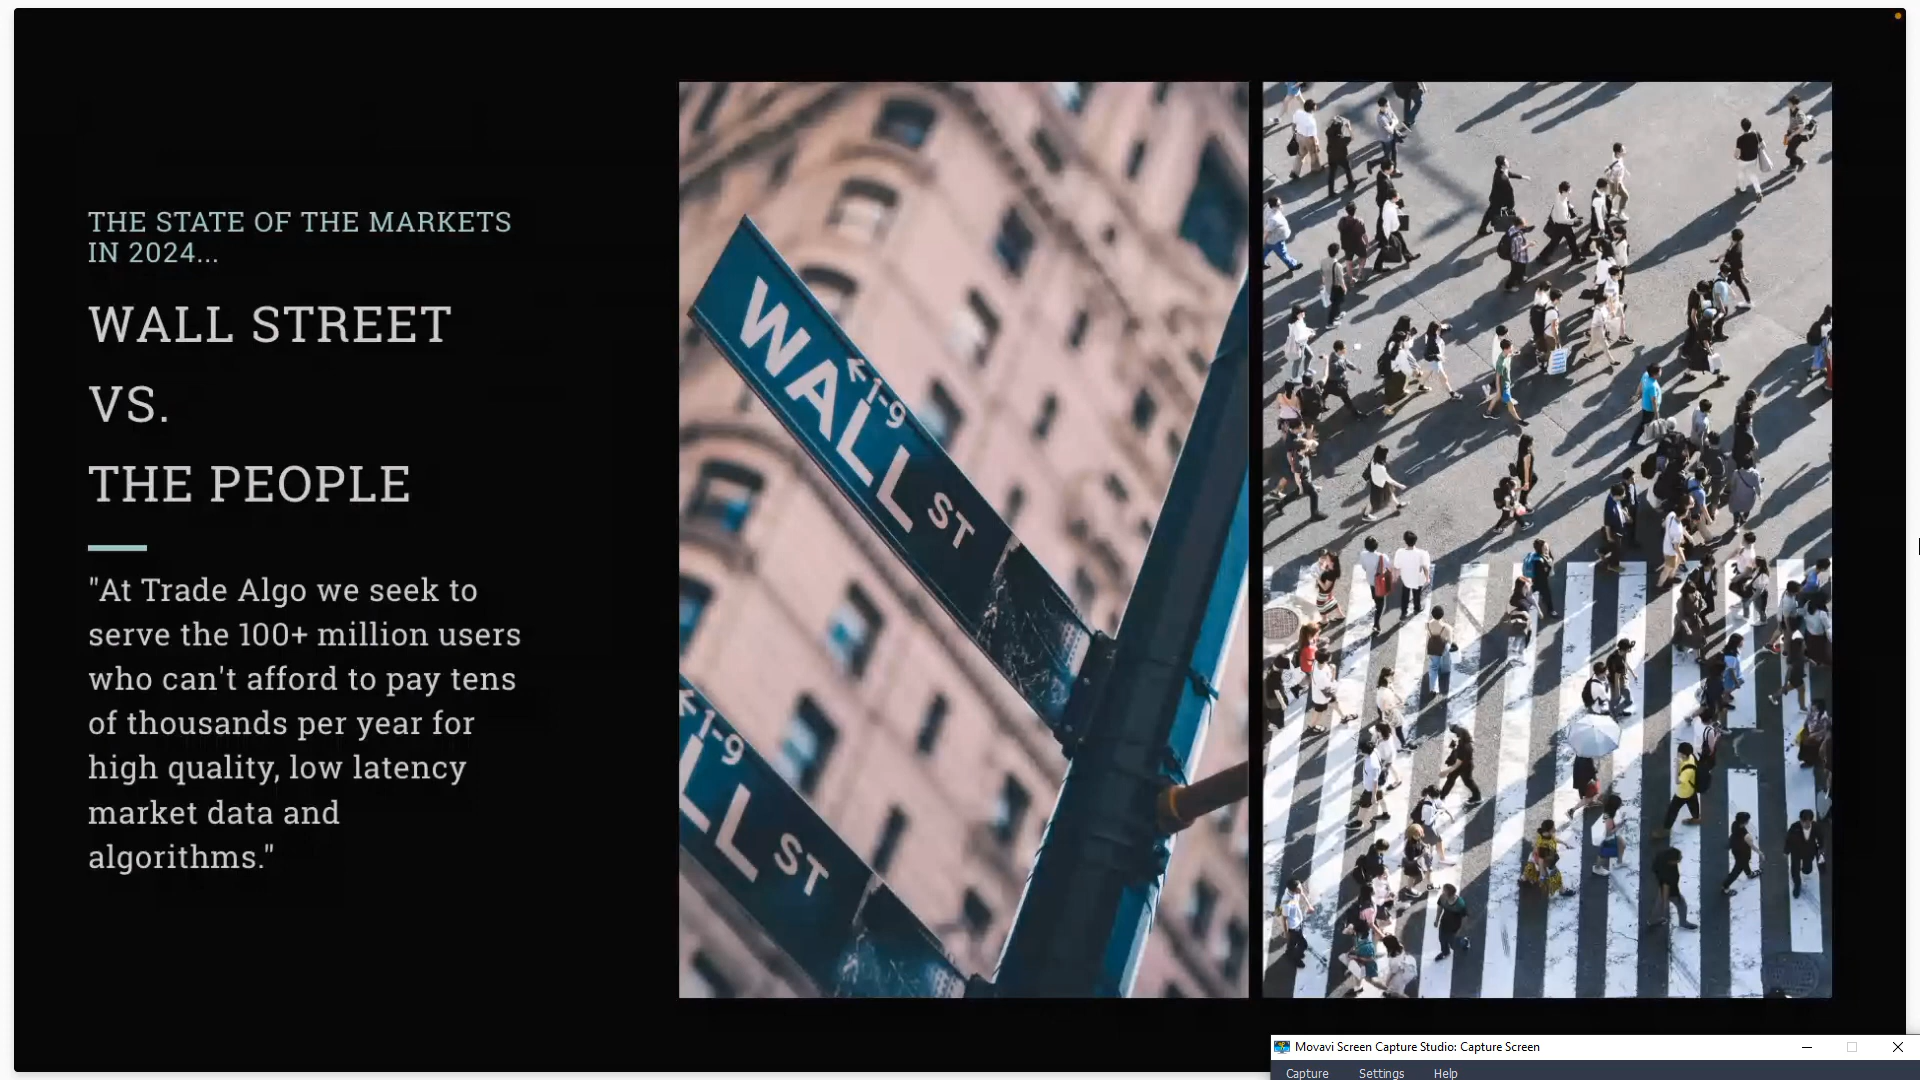 THE STATE OF THE MARKETS
IN 2024...
WALL STREET
VS.
THE PEOPLE
"At Trade Algo we seek to
serve the 100+ million users
who can't afford to pay tens
of thousands per year for
high quality, low latency
market data and
algorithms."
←1-9
WALL ST
←1-9
LL ST
Movavi Screen Capture Studio: Capture Screen
Capture Settings Help